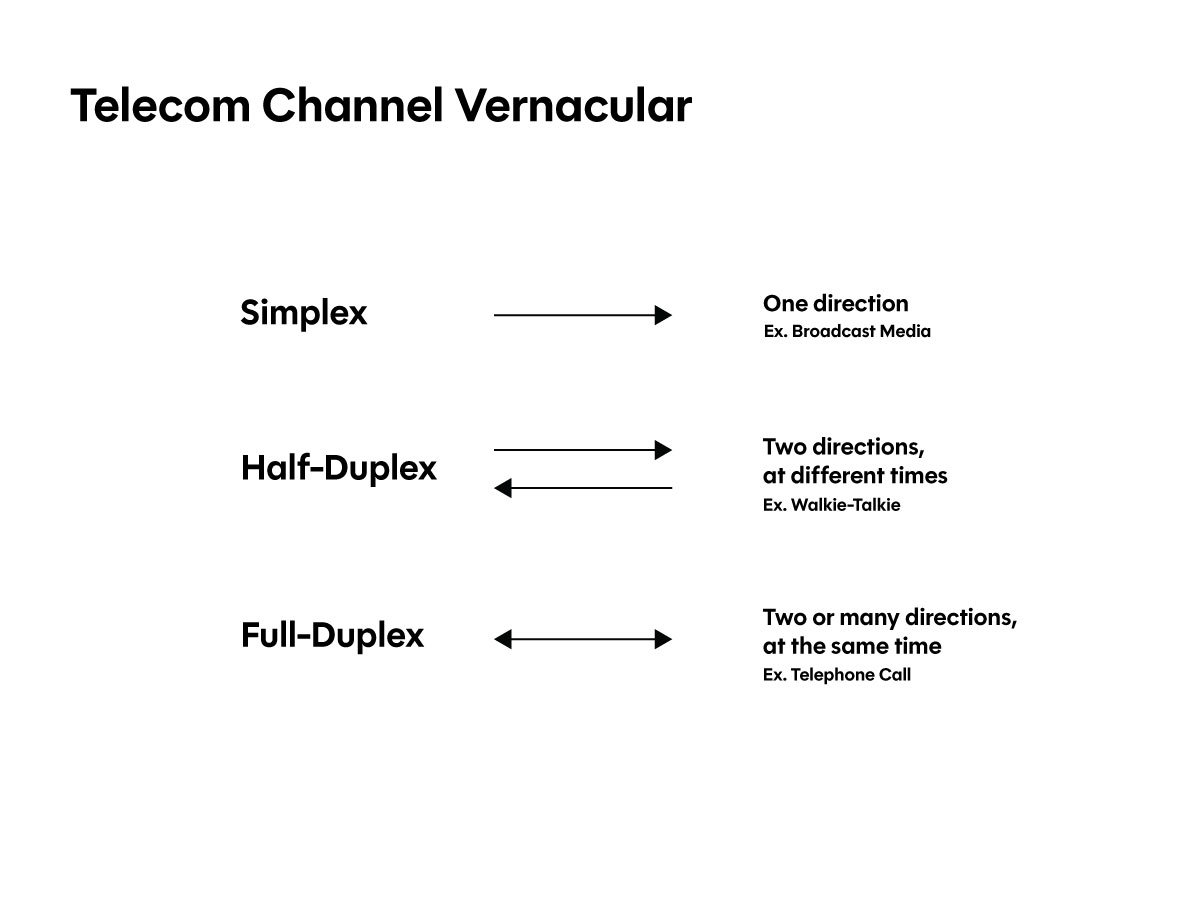 Telecom Channel Vernacular
Simplex
One direction
Ex. Broadcast Media
Half-Duplex
Two directions,
at different times
Ex. Walkie-Talkie
Full-Duplex
Two or many directions,
at the same time
Ex. Telephone Call